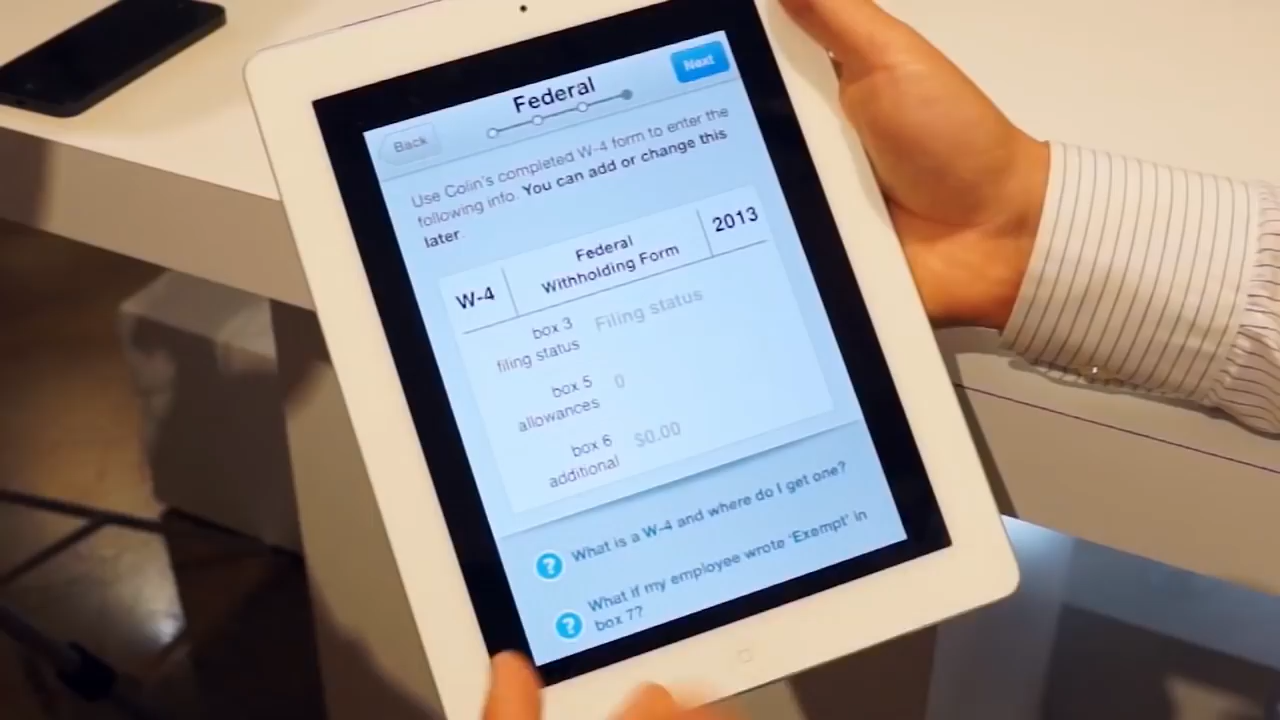 Federal
Next
Back
Use Colin's completed W-4 form to enter the
following info. You can add or change this
later.
W-4
Federal
Withholding Form
2013
box 3
filing status
Filing status
box 5
allowances
0
box 6
additional
$0.00
? What is a W-4 and where do I get one?
? What if my employee wrote 'Exempt' in
box 7?